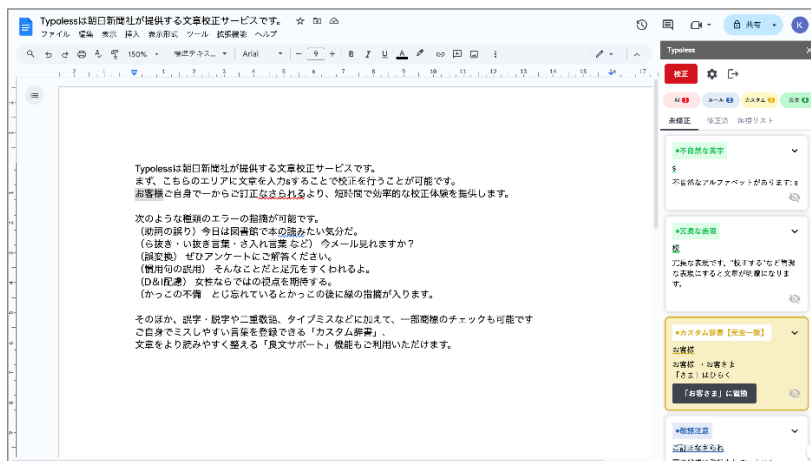 Typolessは朝日新聞社が提供する文章校正サービスです。
ファイル 編集 表示 挿入 表示形式 ツール 拡張機能 ヘルプ
共有
K
150%
標準テキス...
Arial
9
B I U A
Typoless
校正
AI
ルール
カスタム
良文
未修正 修正済 無視リスト
Typolessは朝日新聞社が提供する文章校正サービスです。
まず、こちらのエリアに文章を入力sすることで校正を行うことが可能です。
お客様ご自身で一からご訂正なさられるより、短時間で効率的な校正体験を提供します。
次のような種類のエラーの指摘が可能です。
（助詞の誤り）今日は図書館で本の読みたい気分だ。
（ら抜き・い抜き言葉・さ入れ言葉 など） 今メール見れますか？
（誤変換）ぜひアンケートにご解答ください。
（慣用句の誤用） そんなことだと足元をすくわれるよ。
（D&I配慮） 女性ならではの視点を期待する。
（かっこの不備　とじ忘れているとかっこの後に緑の指摘が入ります。
そのほか、誤字・脱字や二重敬語、タイプミスなどに加えて、一部商標のチェックも可能です
ご自身でミスしやすい言葉を登録できる「カスタム辞書」、
文章をより読みやすく整える「良文サポート」機能もご利用いただけます。
不自然な英字
s
不自然なアルファベットがあります: s
冗長な表現
冗長な表現です。"校正する"など簡潔な表現にすると文章が明瞭になります。
カスタム辞書【完全一致】
お客様
お客様 → お客さま
「さま」はひらく
「お客さま」に置換
敬語注意
ご訂正なさられ